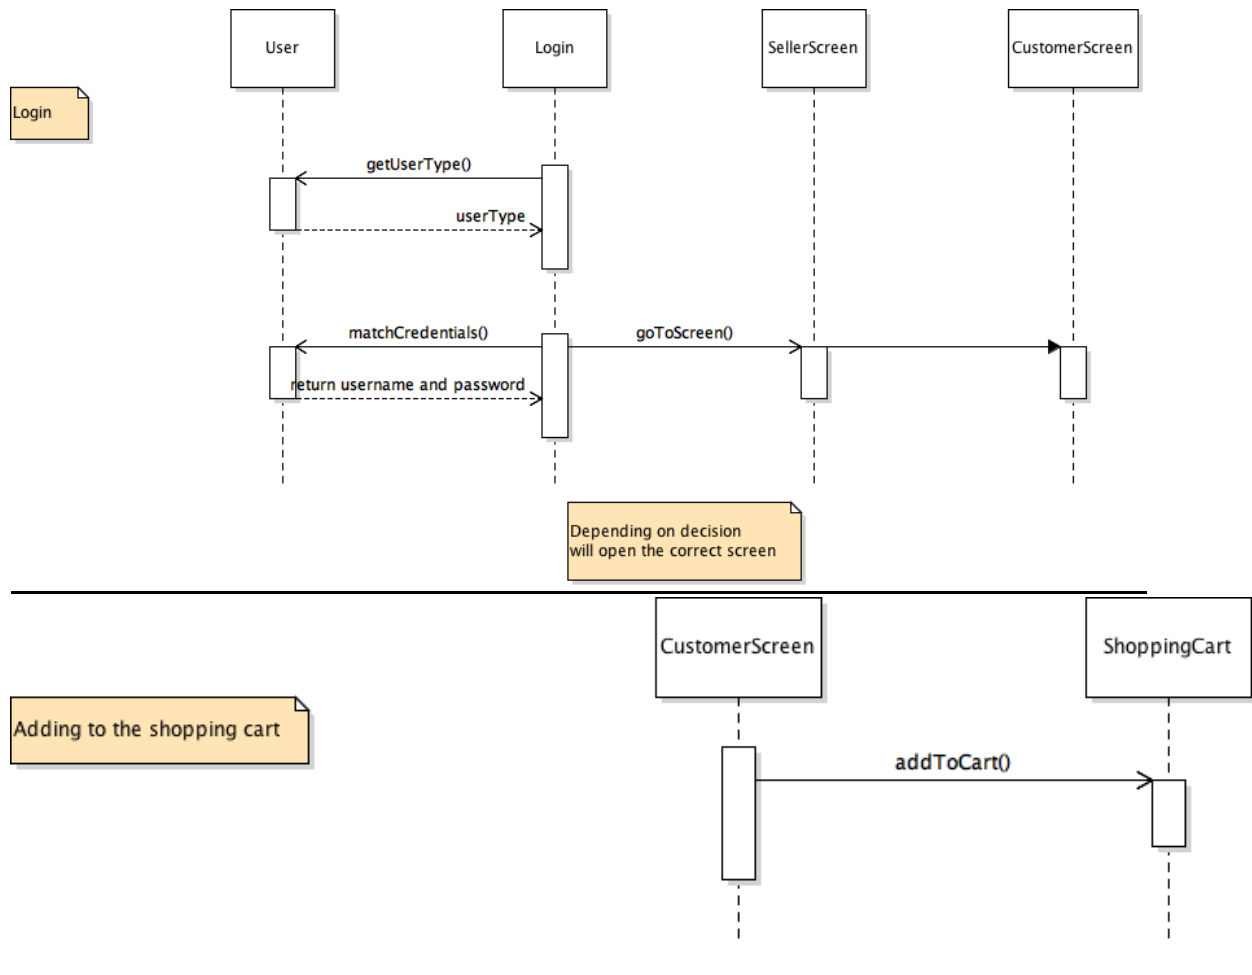 User
Login
SellerScreen
CustomerScreen
Login
getUserType()
userType
matchCredentials()
goToScreen()
return username and password
Depending on decision
will open the correct screen
CustomerScreen
ShoppingCart
Adding to the shopping cart
addToCart()